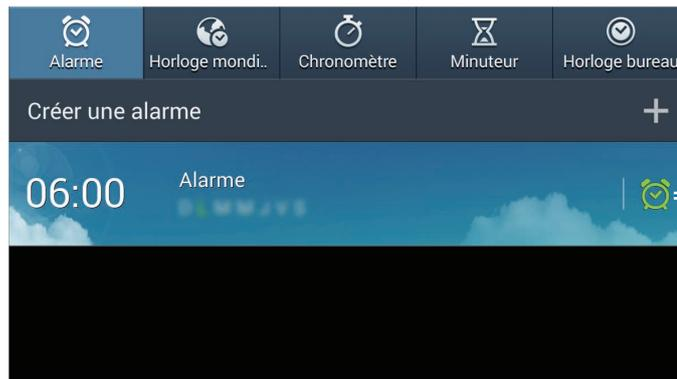 Alarme
Horloge mondi..
Chronomètre
Minuteur
Horloge bureau
Créer une alarme
06:00
Alarme
D L M M J V S